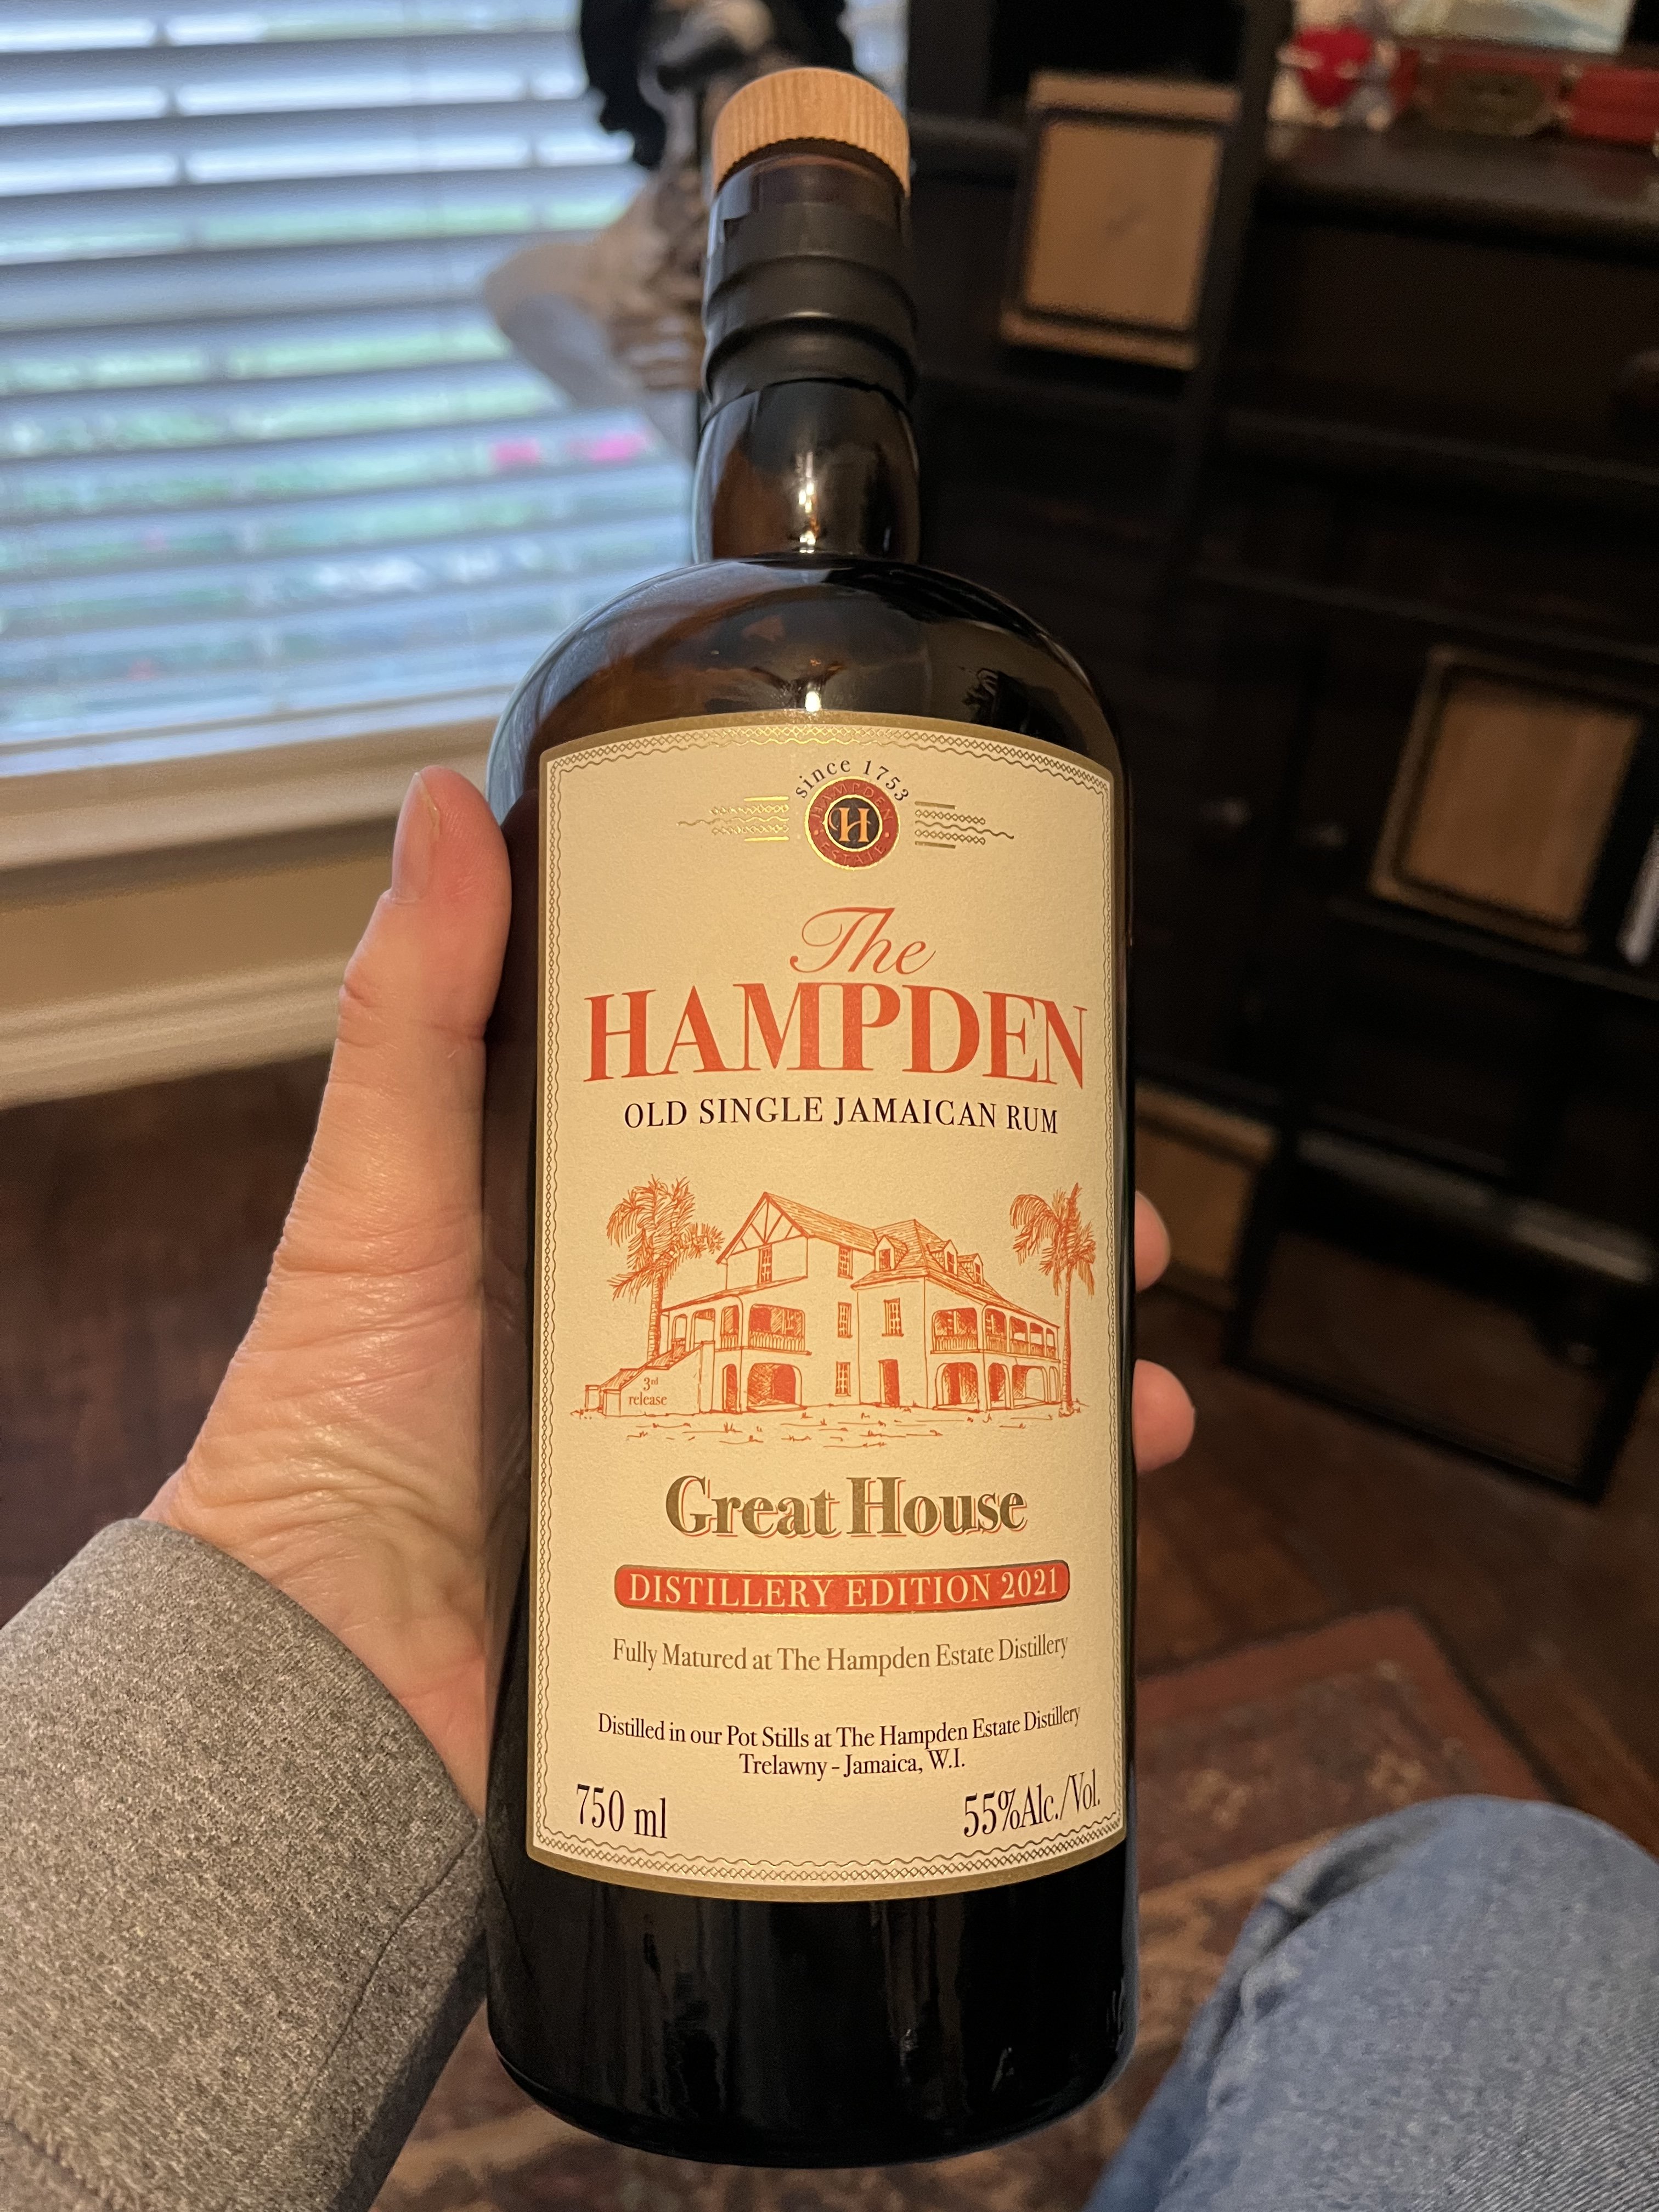 since 1753
HAMPDEN
H
ESTATE
The
HAMPDEN
OLD SINGLE JAMAICAN RUM
3rd
release
Great House
DISTILLERY EDITION 2021
Fully Matured at The Hampden Estate Distillery
Distilled in our Pot Stills at The Hampden Estate Distillery
Trelawny - Jamaica, W.I.
750 ml
55%Alc./Vol.